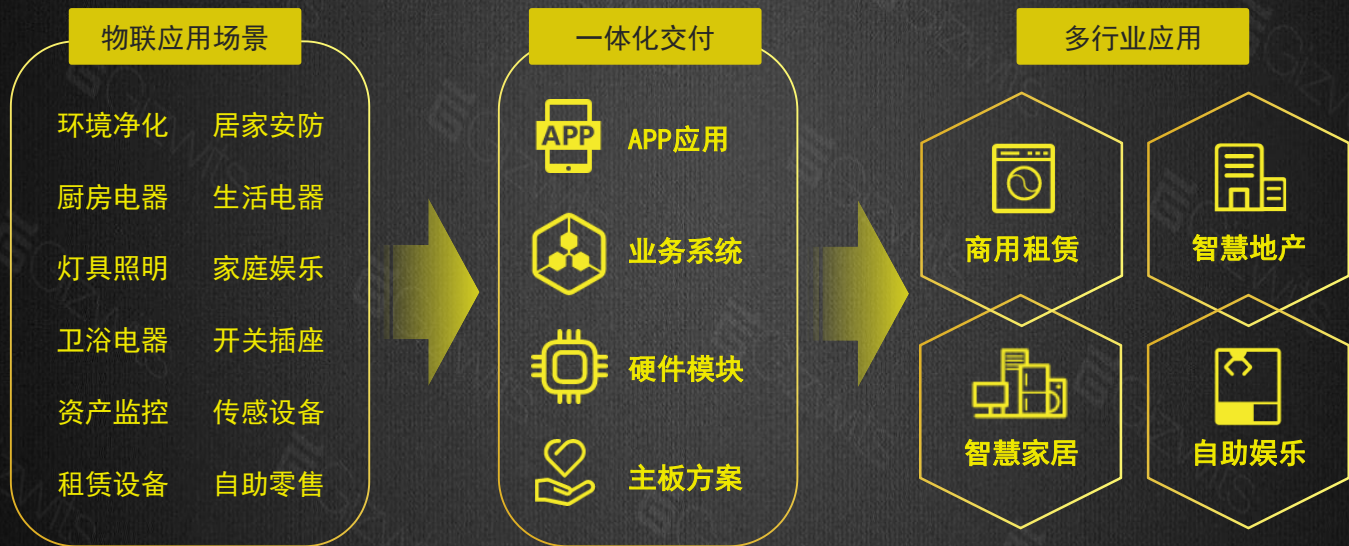 物联应用场景
环境净化 居家安防
厨房电器 生活电器
灯具照明 家庭娱乐
卫浴电器 开关插座
资产监控 传感设备
租赁设备 自助零售
一体化交付
APP
APP应用
业务系统
硬件模块
主板方案
多行业应用
商用租赁
智慧地产
智慧家居
自助娱乐